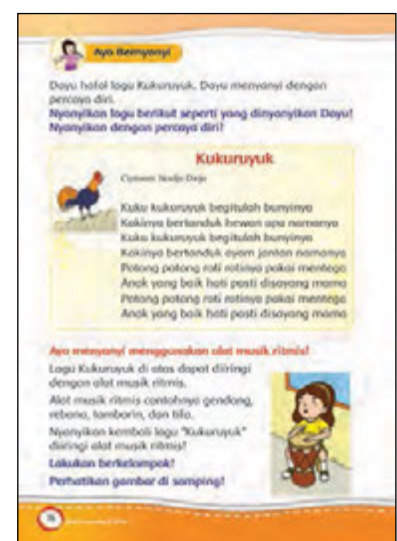 Ayo Bernyanyi
Dayu hafal lagu Kukuruyuk. Dayu menyanyi dengan
percaya diri.
Nyanyikan lagu berikut seperti yang dinyanyikan Dayu!
Nyanyikan dengan percaya diri!
Kukuruyuk
Ciptaan:
Kuku kukuruyuk begitulah bunyinya
Kakinya bertanduk hewan apa namanya
Kuku kukuruyuk begitulah bunyinya
Kakinya bertanduk ayam jantan namanya
Potong potong roti rotinya pakai mentega
Anak yang baik hati pasti disayang mama
Potong potong roti rotinya pakai mentega
Anak yang baik hati pasti disayang mama
Ayo menyanyi menggunakan alat musik ritmis!
Lagu Kukuruyuk di atas dapat diiringi
dengan alat musik ritmis.
Alat musik ritmis contohnya gendang,
rebana, tamborin, dan tifa.
Nyanyikan kembali lagu "Kukuruyuk"
diiringi alat musik ritmis!
Lakukan berkelompok!
Perhatikan gambar di samping!